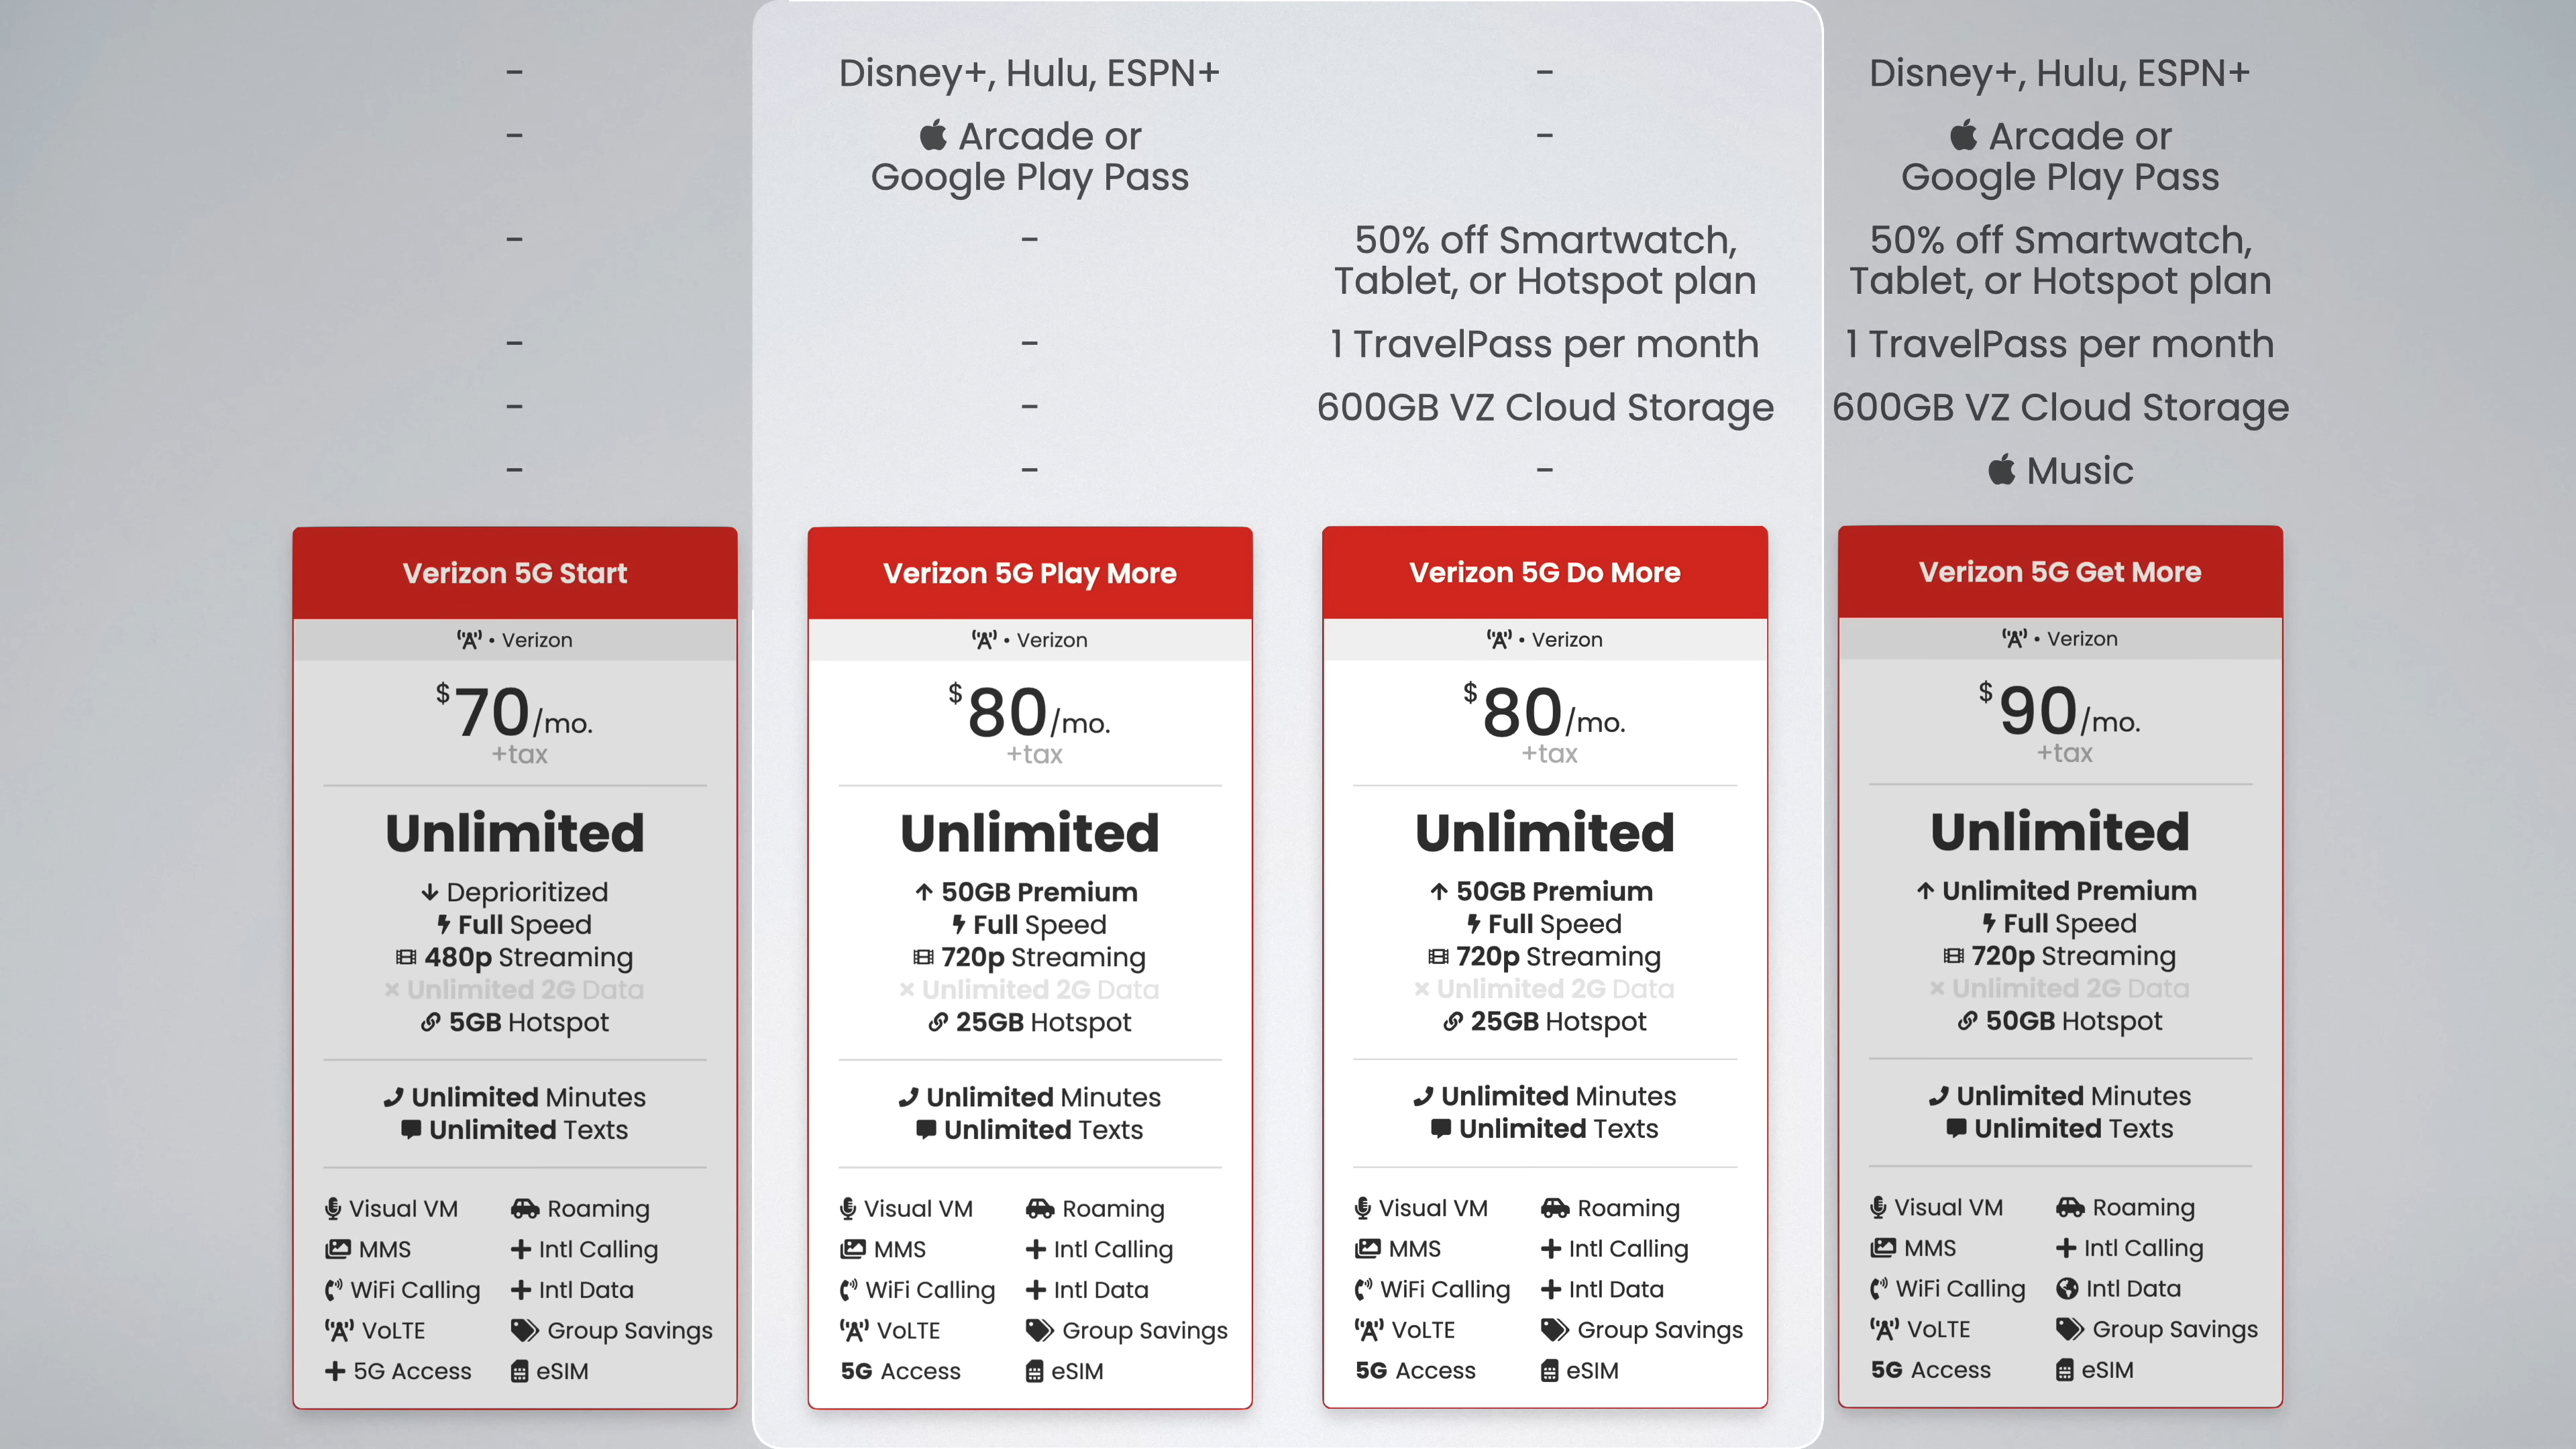 -
-
-
-
-
-
Disney+, Hulu, ESPN+
Arcade or
Google Play Pass
-
-
-
-
-
-
50% off Smartwatch,
Tablet, or Hotspot plan
1 TravelPass per month
600GB VZ Cloud Storage
-
Disney+, Hulu, ESPN+
Arcade or
Google Play Pass
50% off Smartwatch,
Tablet, or Hotspot plan
1 TravelPass per month
600GB VZ Cloud Storage
Music
Verizon 5G Start
• Verizon
$70/mo.
+tax
Unlimited
Deprioritized
Full Speed
480p Streaming
Unlimited 2G Data
5GB Hotspot
Unlimited Minutes
Unlimited Texts
Visual VM
Roaming
MMS
+ Intl Calling
WiFi Calling
+ Intl Data
VoLTE
Group Savings
+ 5G Access
eSIM
Verizon 5G Play More
• Verizon
$80/mo.
+tax
Unlimited
50GB Premium
Full Speed
720p Streaming
Unlimited 2G Data
25GB Hotspot
Unlimited Minutes
Unlimited Texts
Visual VM
Roaming
MMS
+ Intl Calling
WiFi Calling
+ Intl Data
VoLTE
Group Savings
5G Access
eSIM
Verizon 5G Do More
• Verizon
$80/mo.
+tax
Unlimited
50GB Premium
Full Speed
720p Streaming
Unlimited 2G Data
25GB Hotspot
Unlimited Minutes
Unlimited Texts
Visual VM
Roaming
MMS
+ Intl Calling
WiFi Calling
+ Intl Data
VoLTE
Group Savings
5G Access
eSIM
Verizon 5G Get More
• Verizon
$90/mo.
+tax
Unlimited
Unlimited Premium
Full Speed
720p Streaming
Unlimited 2G Data
50GB Hotspot
Unlimited Minutes
Unlimited Texts
Visual VM
Roaming
MMS
+ Intl Calling
WiFi Calling
Intl Data
VoLTE
Group Savings
5G Access
eSIM